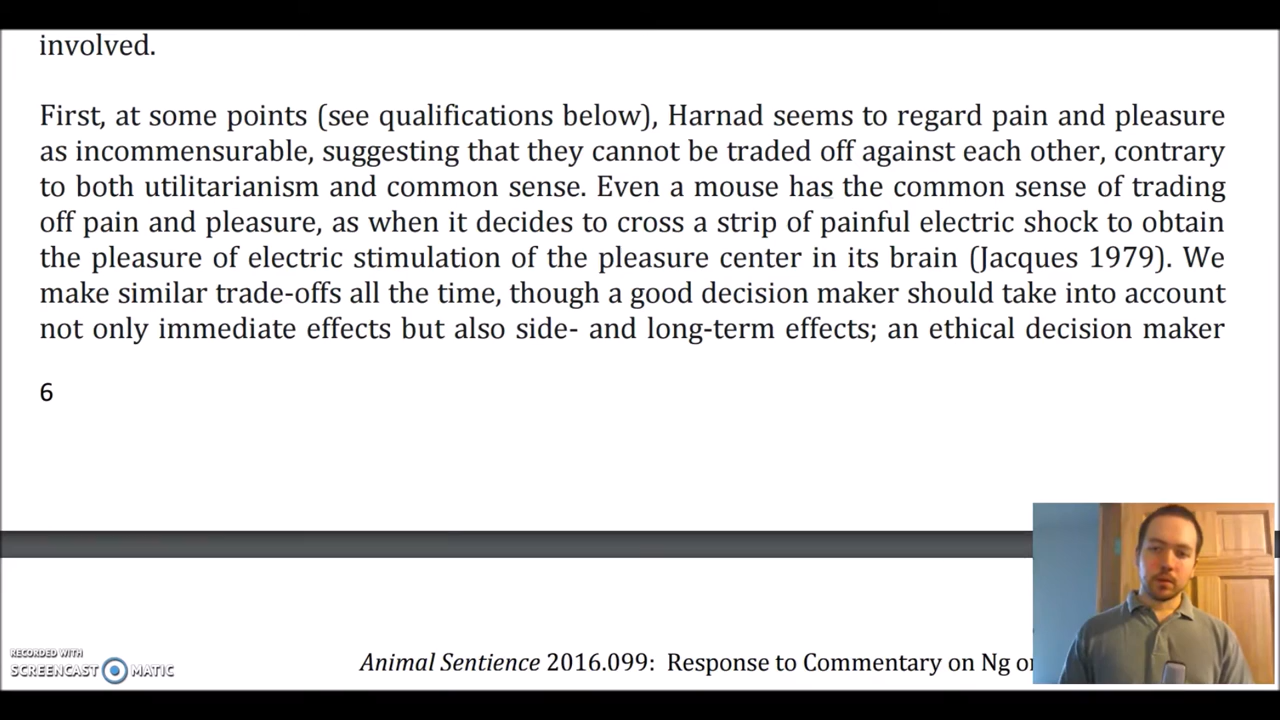 involved.
First, at some points (see qualifications below), Harnad seems to regard pain and pleasure
as incommensurable, suggesting that they cannot be traded off against each other, contrary
to both utilitarianism and common sense. Even a mouse has the common sense of trading
off pain and pleasure, as when it decides to cross a strip of painful electric shock to obtain
the pleasure of electric stimulation of the pleasure center in its brain (Jacques 1979). We
make similar trade-offs all the time, though a good decision maker should take into account
not only immediate effects but also side- and long-term effects; an ethical decision maker
6
Animal Sentience 2016.099: Response to Commentary on Ng on
RECORDED WITH
SCREENCAST MATIC